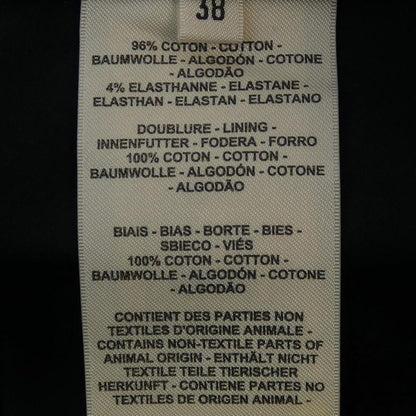 38
96% COTON - COTTON -
BAUMWOLLE - ALGODÓN - COTONE
- ALGODÃO
4% ELASTHANNE - ELASTANE -
ELASTHAN - ELASTAN - ELASTANO
DOUBLURE - LINING -
INNENFUTTER - FODERA - FORRO
100% COTON - COTTON -
BAUMWOLLE - ALGODÓN - COTONE
- ALGODÃO
BIAIS - BIAS - BORTE - BIES -
SBIECO - VIÉS
100% COTON - COTTON -
BAUMWOLLE - ALGODÓN - COTONE
- ALGODÃO
CONTIENT DES PARTIES NON
TEXTILES D'ORIGINE ANIMALE -
CONTAINS NON-TEXTILE PARTS OF
ANIMAL ORIGIN - ENTHÄLT NICHT
TEXTILE TEILE TIERISCHER
HERKUNFT - CONTIENE PARTES NO
TEXTILES DE ORIGEN ANIMAL -